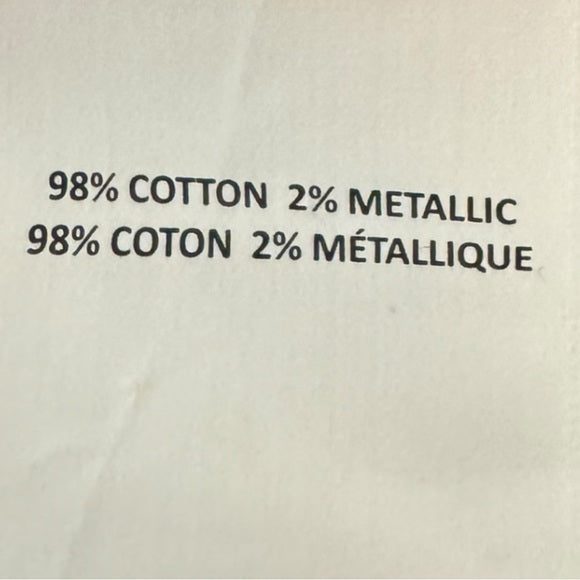 98% COTTON 2% METALLIC
98% COTON 2% MÉTALLIQUE